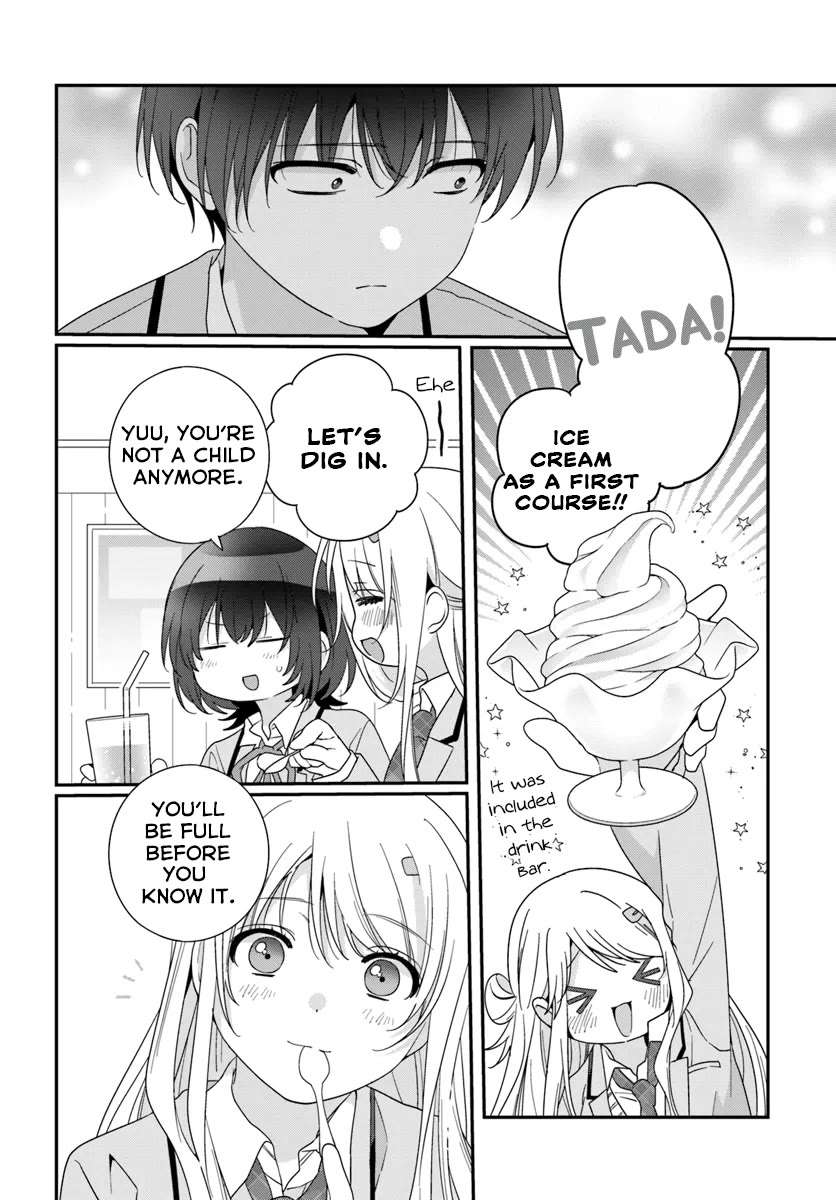 TADA!
ICE
CREAM
AS A FIRST
COURSE!!
It was
included
in the
drink
Bar.
Ehe
LET'S
DIG IN.
YUU, YOU'RE
NOT A CHILD
ANYMORE.
YOU'LL
BE FULL
BEFORE
YOU
KNOW IT.